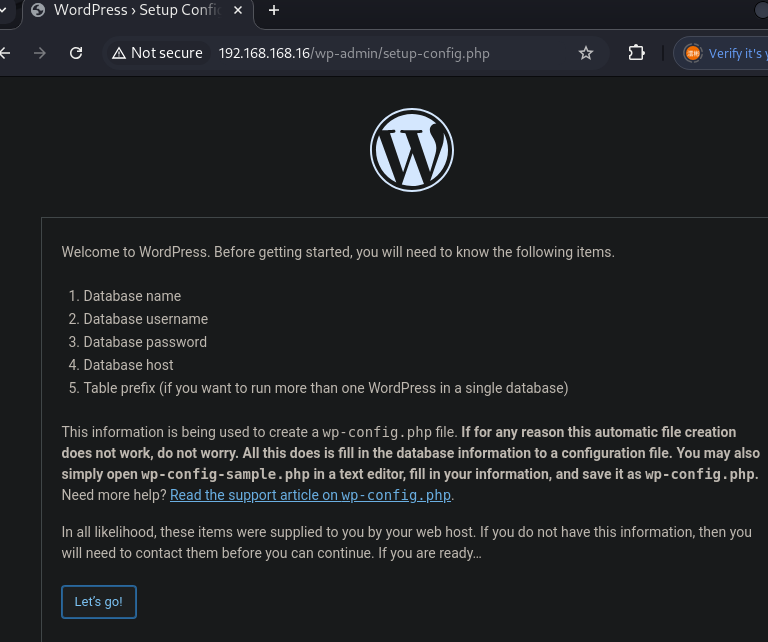 WordPress › Setup Confi
Not secure 192.168.168.16/wp-admin/setup-config.php Verify it's y
Welcome to WordPress. Before getting started, you will need to know the following items.
1. Database name
2. Database username
3. Database password
4. Database host
5. Table prefix (if you want to run more than one WordPress in a single database)
This information is being used to create a wp-config.php file. If for any reason this automatic file creation
does not work, do not worry. All this does is fill in the database information to a configuration file. You may also
simply open wp-config-sample.php in a text editor, fill in your information, and save it as wp-config.php.
Need more help? Read the support article on wp-config.php.
In all likelihood, these items were supplied to you by your web host. If you do not have this information, then you
will need to contact them before you can continue. If you are ready…
Let's go!